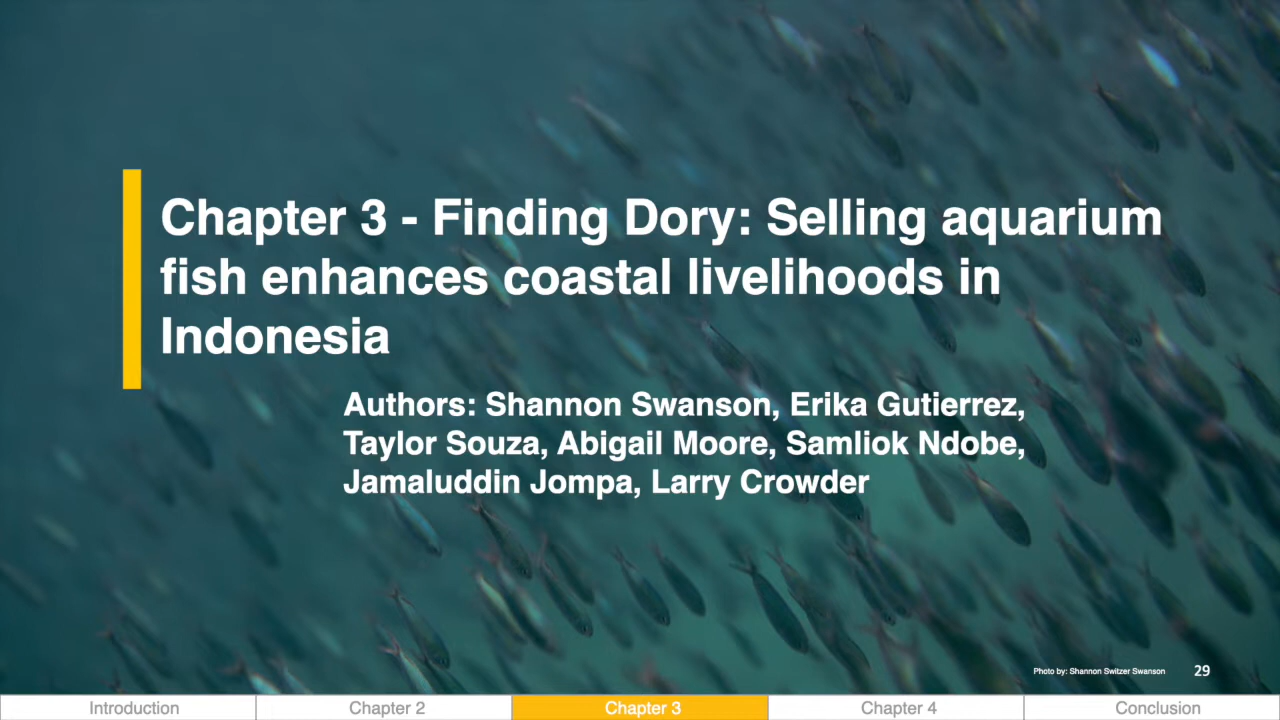 Chapter 3 - Finding Dory: Selling aquarium
fish enhances coastal livelihoods in
Indonesia
Authors: Shannon Swanson, Erika Gutierrez,
Taylor Souza, Abigail Moore, Samliok Ndobe,
Jamaluddin Jompa, Larry Crowder
Photo by: Shannon Switzer Swanson
29
Introduction
Chapter 2
Chapter 3
Chapter 4
Conclusion